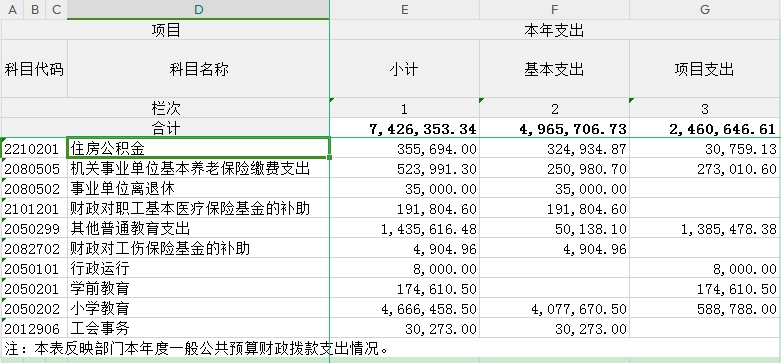 A B C D E F G
项目 本年支出
科目代码 科目名称 小计 基本支出 项目支出
栏次 1 2 3
合计 7,426,353.34 4,965,706.73 2,460,646.61
2210201 住房公积金 355,694.00 324,934.87 30,759.13
2080505 机关事业单位基本养老保险缴费支出 523,991.30 250,980.70 273,010.60
2080502 事业单位离退休 35,000.00 35,000.00
2101201 财政对职工基本医疗保险基金的补助 191,804.60 191,804.60
2050299 其他普通教育支出 1,435,616.48 50,138.10 1,385,478.38
2082702 财政对工伤保险基金的补助 4,904.96 4,904.96
2050101 行政运行 8,000.00 8,000.00
2050201 学前教育 174,610.50 174,610.50
2050202 小学教育 4,666,458.50 4,077,670.50 588,788.00
2012906 工会事务 30,273.00 30,273.00
注：本表反映部门本年度一般公共预算财政拨款支出情况。